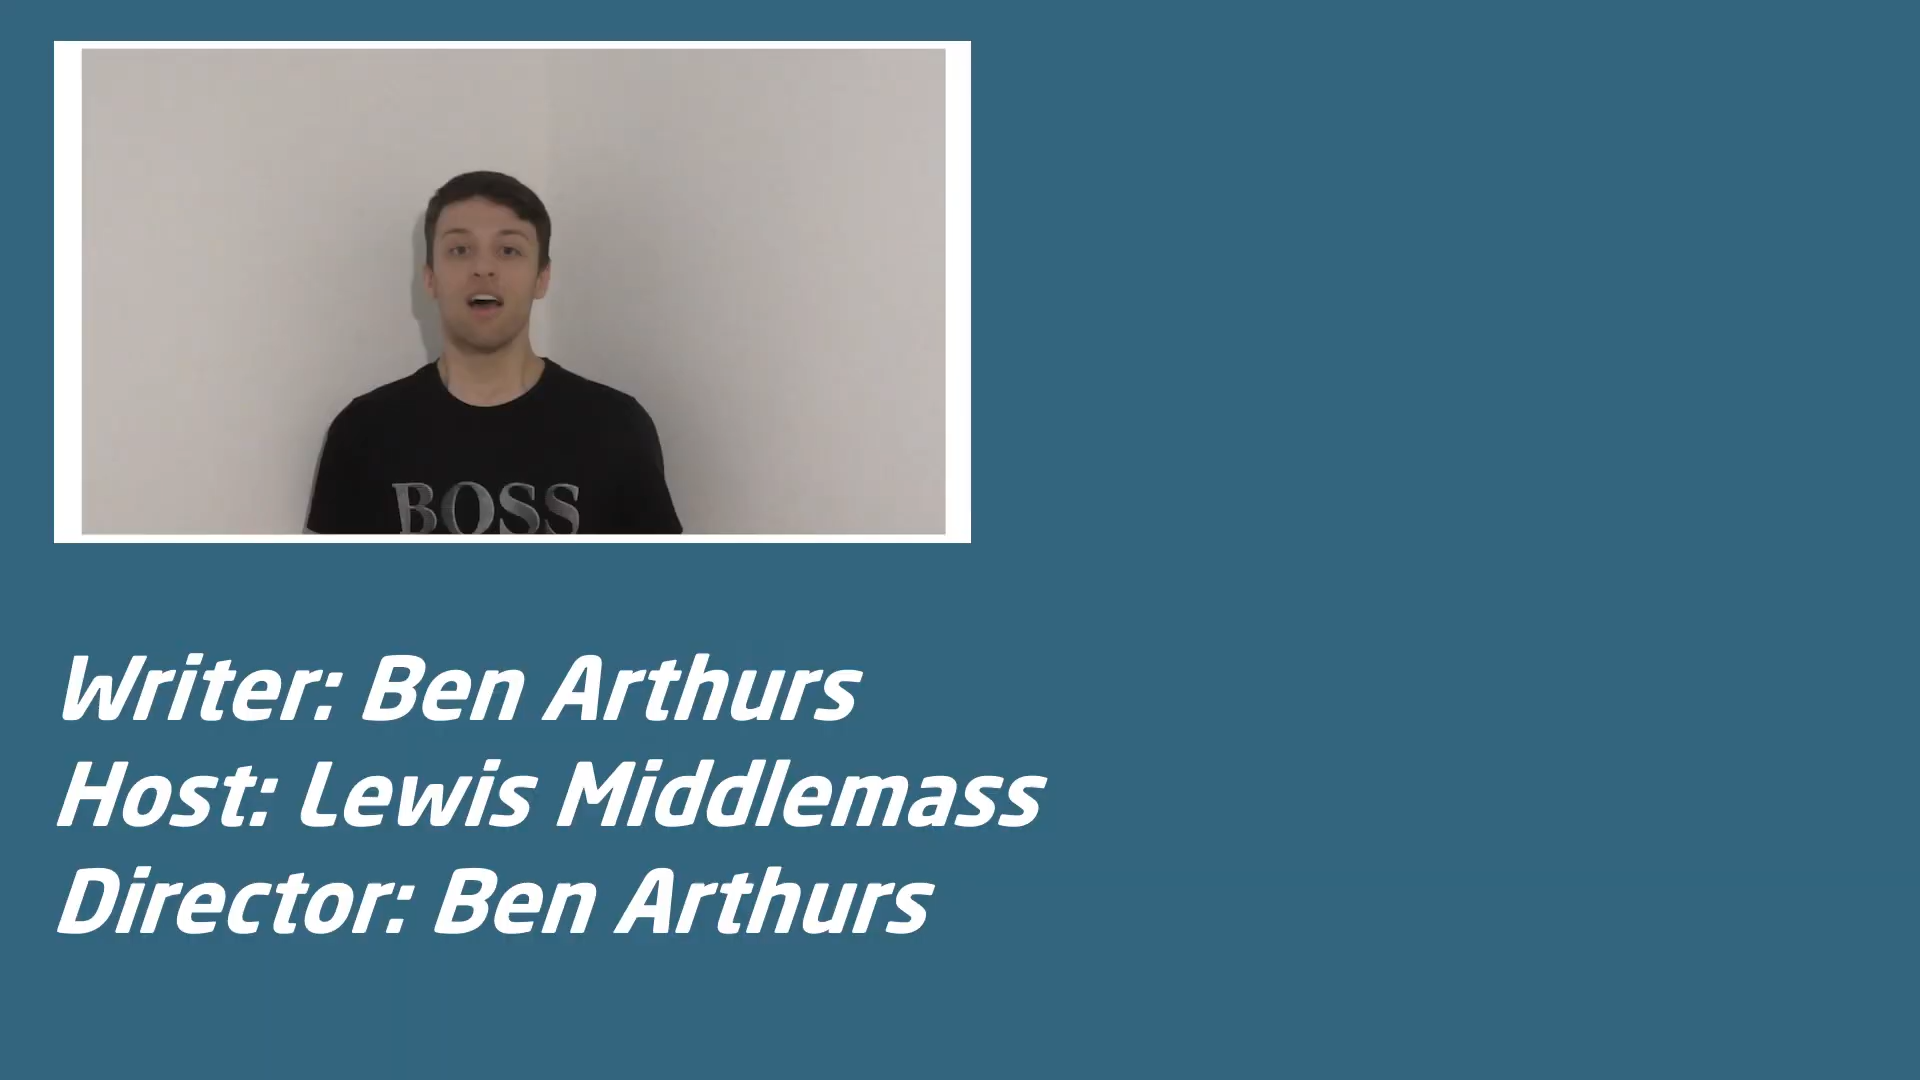 BOSS
Writer: Ben Arthurs
Host: Lewis Middlemass
Director: Ben Arthurs